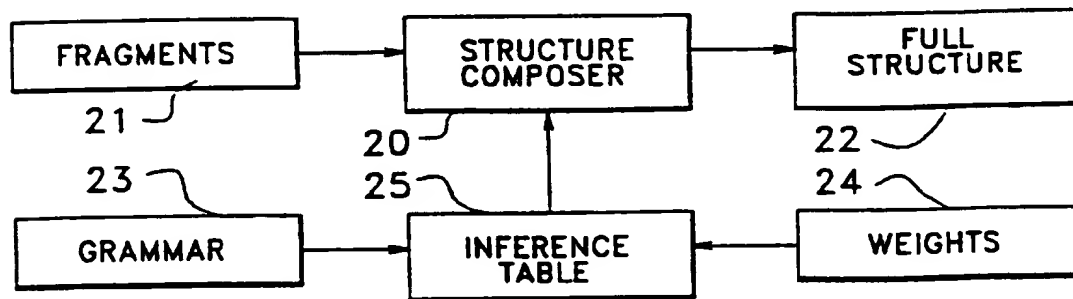 FRAGMENTS
21
STRUCTURE
COMPOSER
20
FULL
STRUCTURE
22
23
GRAMMAR
25
INFERENCE
TABLE
24
WEIGHTS